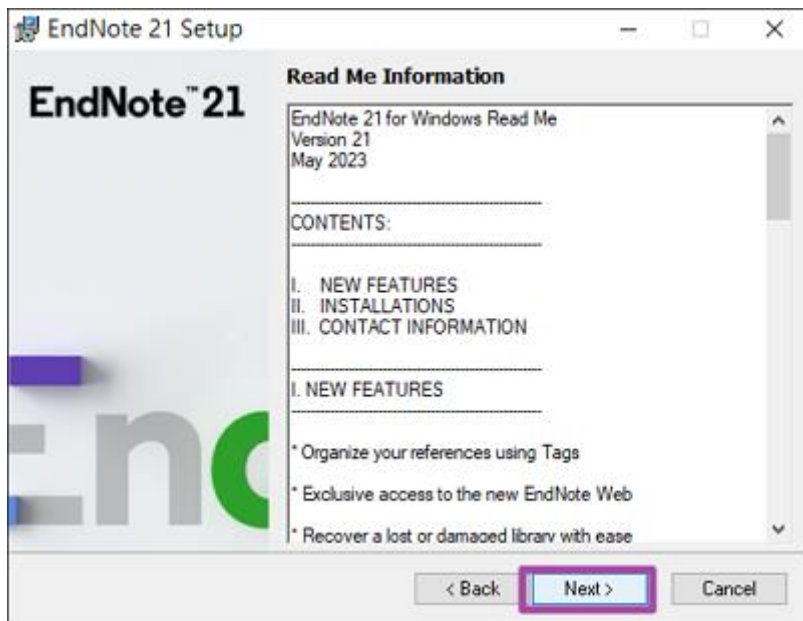 EndNote 21 Setup
EndNote™21
Read Me Information
EndNote 21 for Windows Read Me
Version 21
May 2023
------------------------------------------------------------
CONTENTS:
------------------------------------------------------------
I. NEW FEATURES
II. INSTALLATIONS
III. CONTACT INFORMATION
------------------------------------------------------------
I. NEW FEATURES
------------------------------------------------------------
* Organize your references using Tags
* Exclusive access to the new EndNote Web
* Recover a lost or damaged library with ease
< Back Next > Cancel